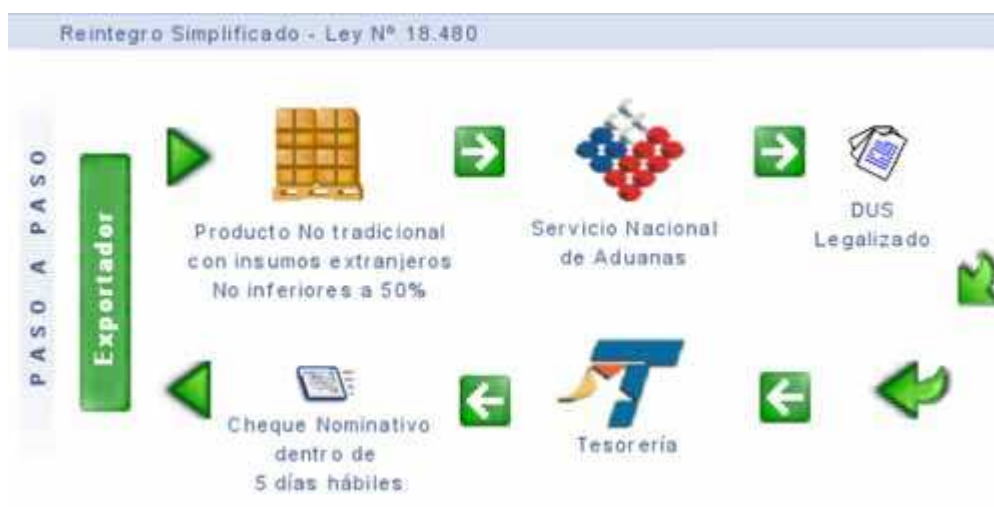 Reintegro Simplificado - Ley Nº 18.480
PASO A PASO
Exportador
Producto No tradicional
con insumos extranjeros
No inferiores a 50%
Servicio Nacional
de Aduanas
DUS
Legalizado
Tesorería
Cheque Nominativo
dentro de
5 días hábiles